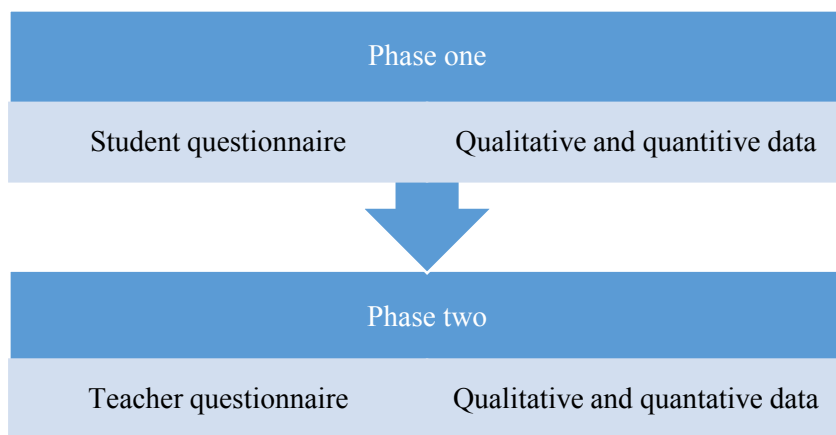 Phase one
Student questionnaire
Qualitative and quantitive data
Phase two
Teacher questionnaire
Qualitative and quantative data